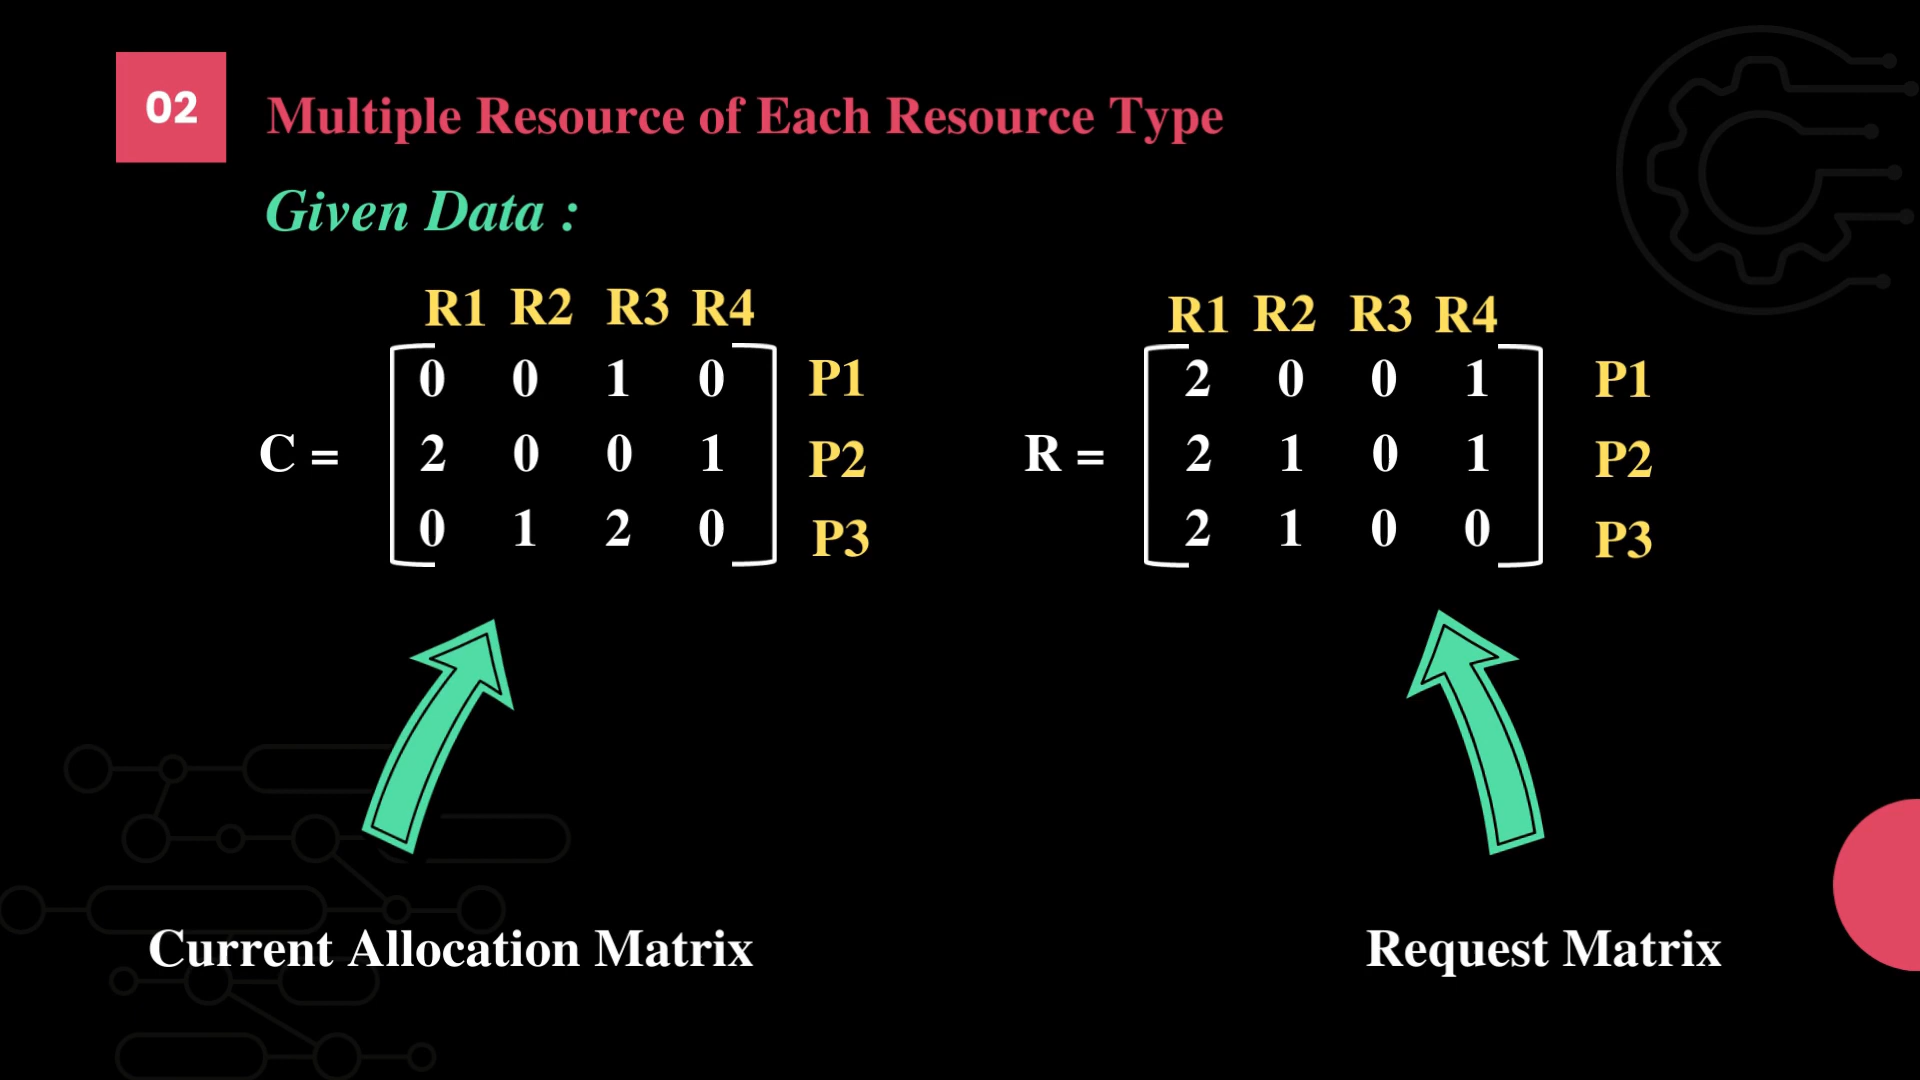 02
Multiple Resource of Each Resource Type
Given Data :
R1 R2 R3 R4
0 0 1 0 P1
C = 2 0 0 1 P2
0 1 2 0 P3
R1 R2 R3 R4
2 0 0 1 P1
R = 2 1 0 1 P2
2 1 0 0 P3
Current Allocation Matrix
Request Matrix